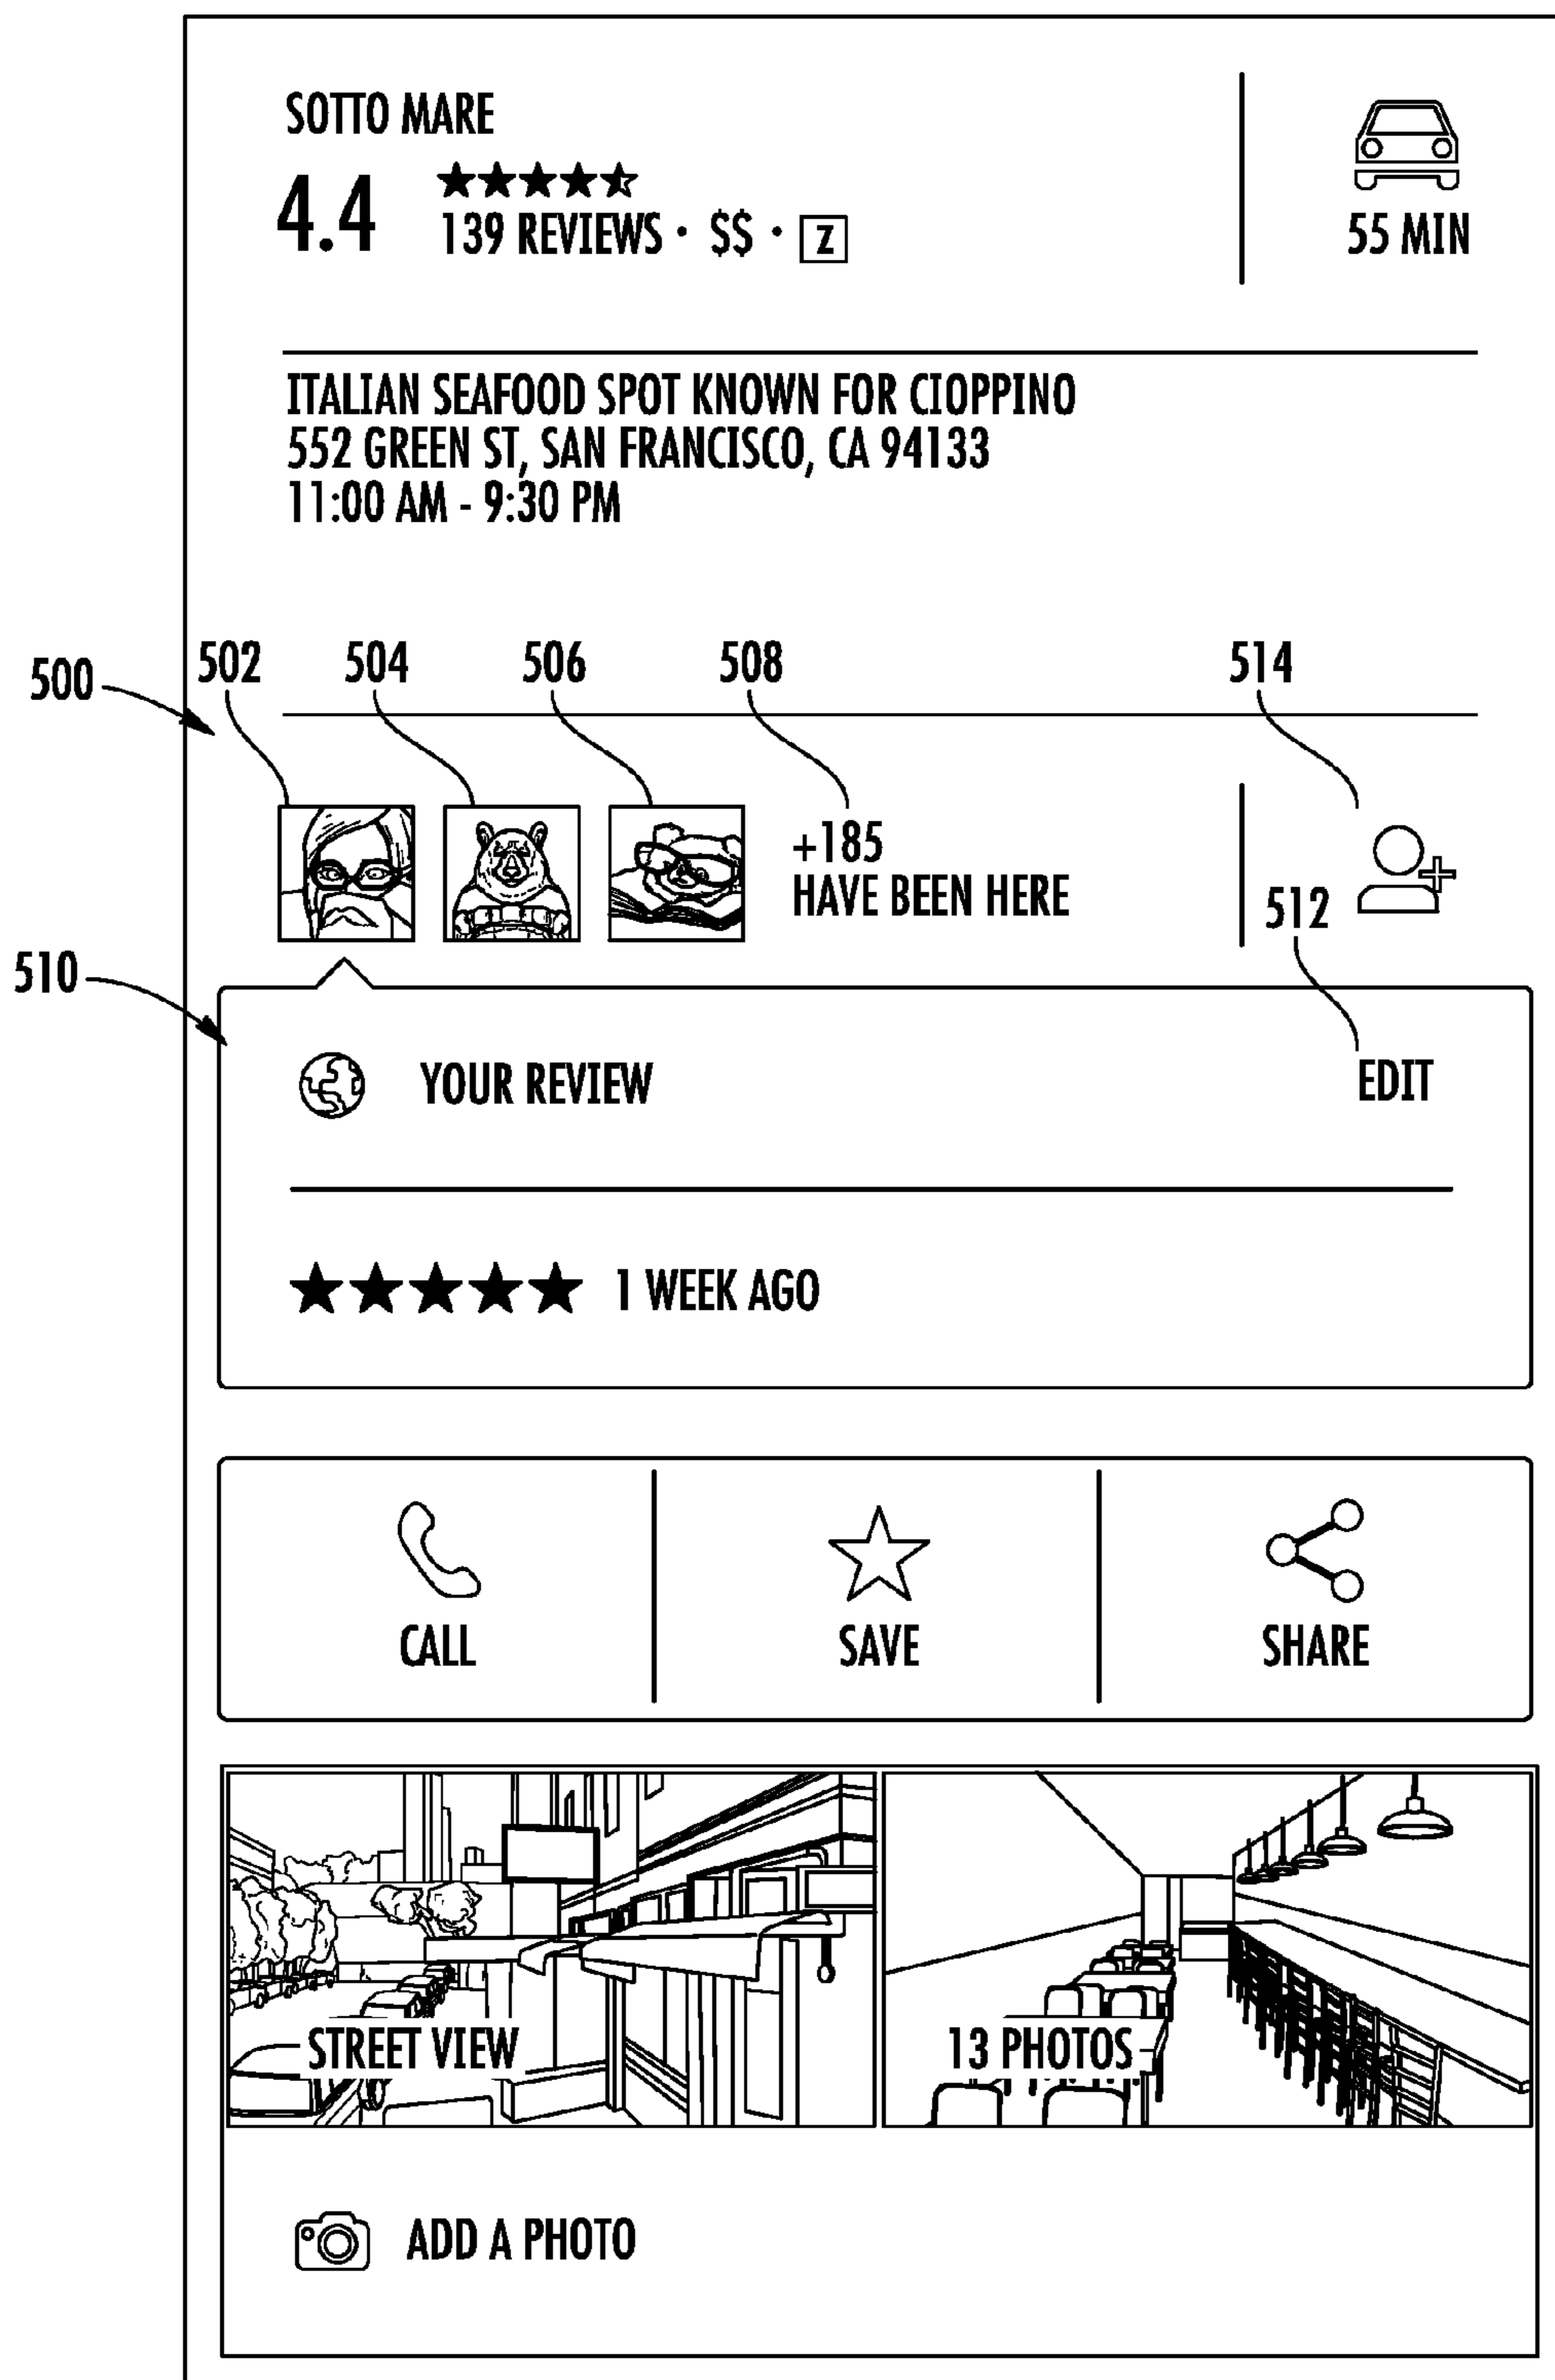 SOTTO MARE
4.4
139 REVIEWS · $$ · Z
55 MIN
ITALIAN SEAFOOD SPOT KNOWN FOR CIOPPINO
552 GREEN ST, SAN FRANCISCO, CA 94133
11:00 AM - 9:30 PM
500
502
504
506
508
514
+185
HAVE BEEN HERE
512
510
YOUR REVIEW
EDIT
1 WEEK AGO
CALL
SAVE
SHARE
STREET VIEW
13 PHOTOS
ADD A PHOTO